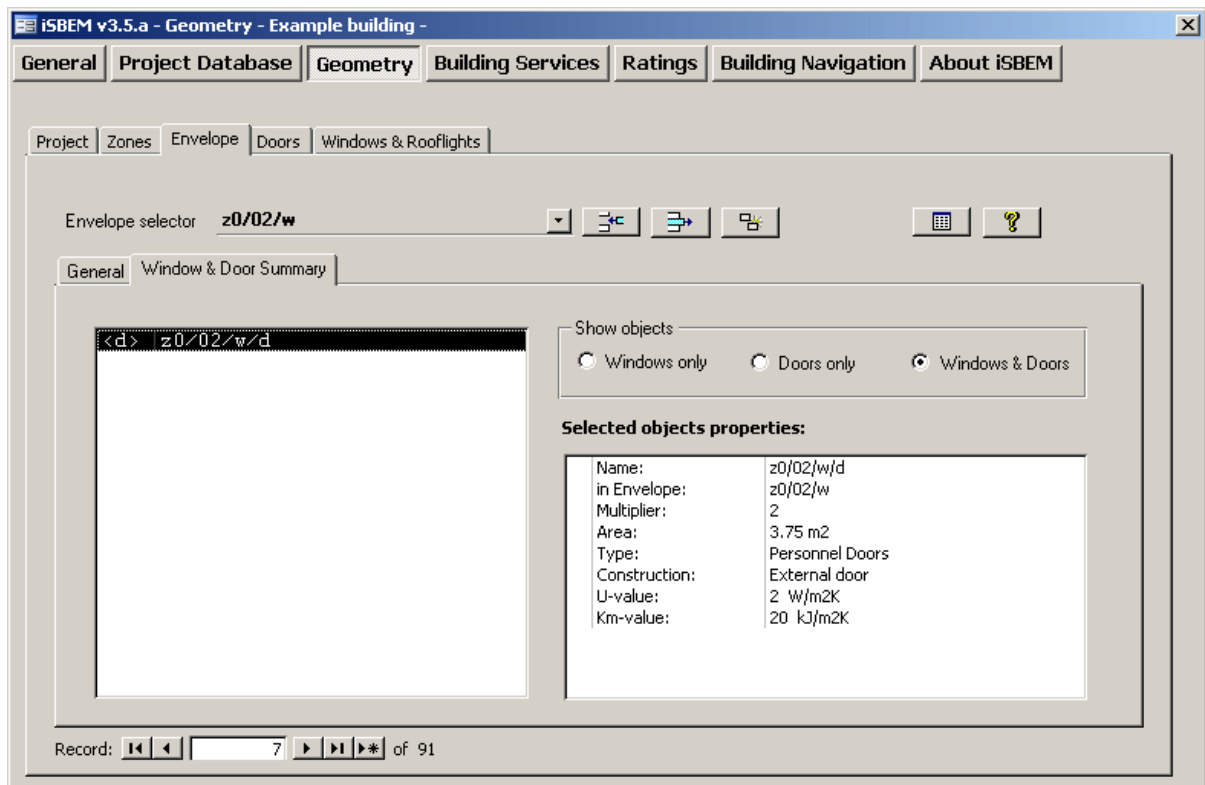 iSBEM v3.5.a - Geometry - Example building -
General Project Database Geometry Building Services Ratings Building Navigation About iSBEM
Project Zones Envelope Doors Windows & Rooflights
Envelope selector z0/02/w
General Window & Door Summary
<d> z0/02/w/d
Show objects
Windows only Doors only Windows & Doors
Selected objects properties:
Name: z0/02/w/d
in Envelope: z0/02/w
Multiplier: 2
Area: 3.75 m2
Type: Personnel Doors
Construction: External door
U-value: 2 W/m2K
Km-value: 20 kJ/m2K
Record: 7 of 91